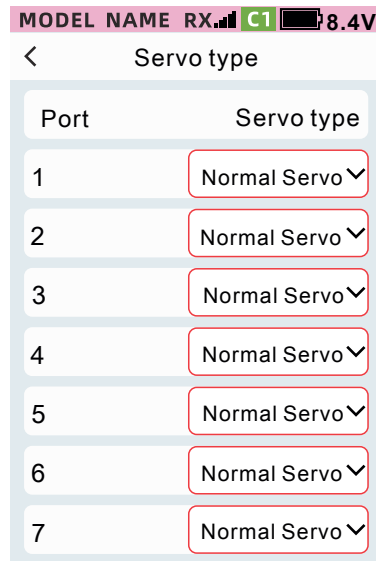 MODEL NAME RX C1 8.4V
Servo type
Port Servo type
1 Normal Servo
2 Normal Servo
3 Normal Servo
4 Normal Servo
5 Normal Servo
6 Normal Servo
7 Normal Servo